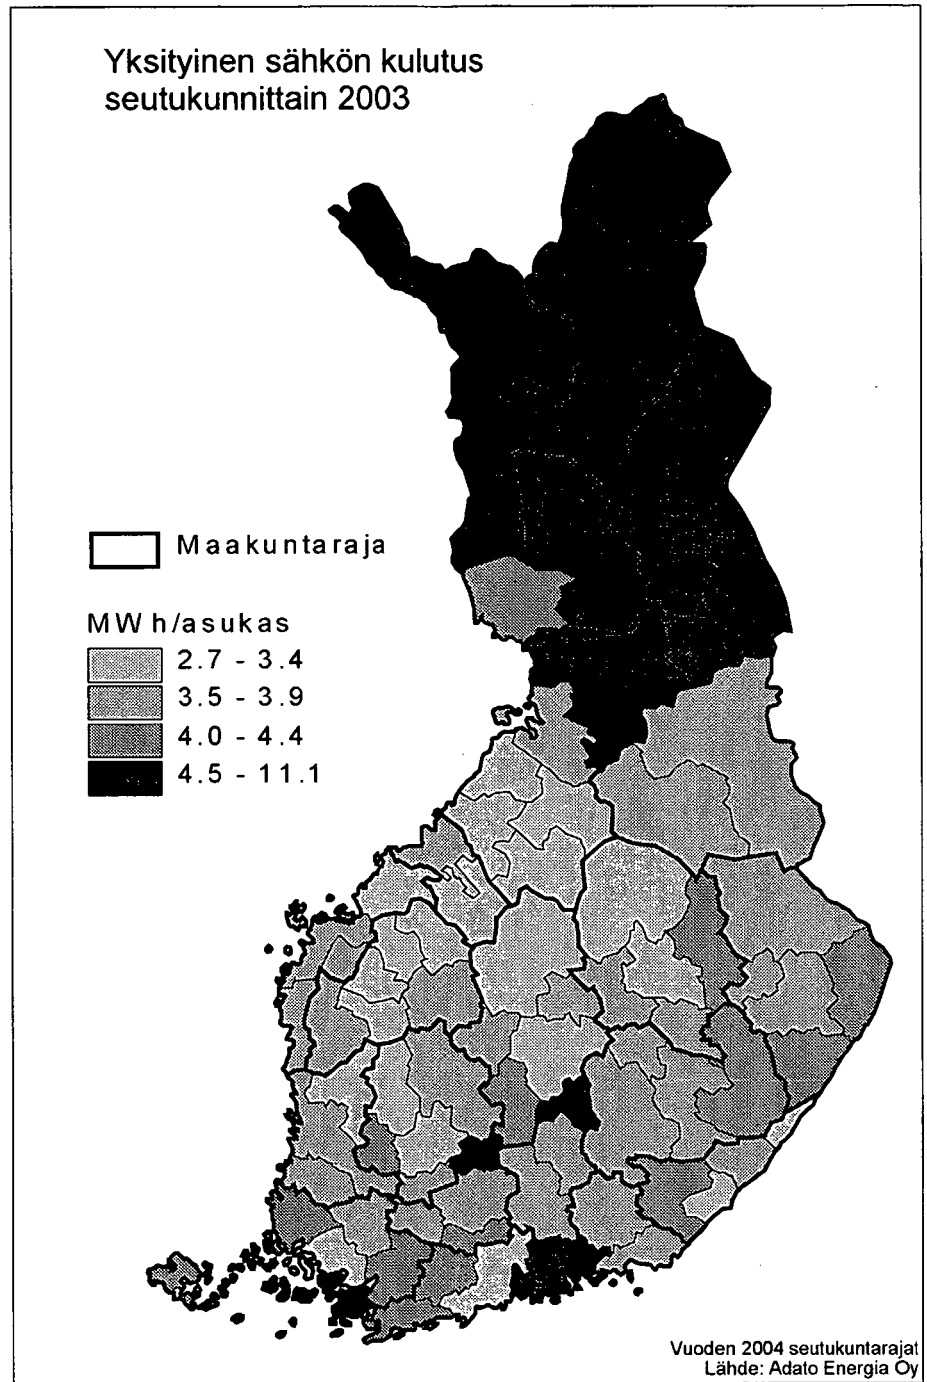 Yksityinen sähkön kulutus
seutukunnittain 2003
Maakuntaraja
MWh/asukas
2.7 - 3.4
3.5 - 3.9
4.0 - 4.4
4.5 - 11.1
Vuoden 2004 seutukuntarajat
Lähde: Adato Energia Oy